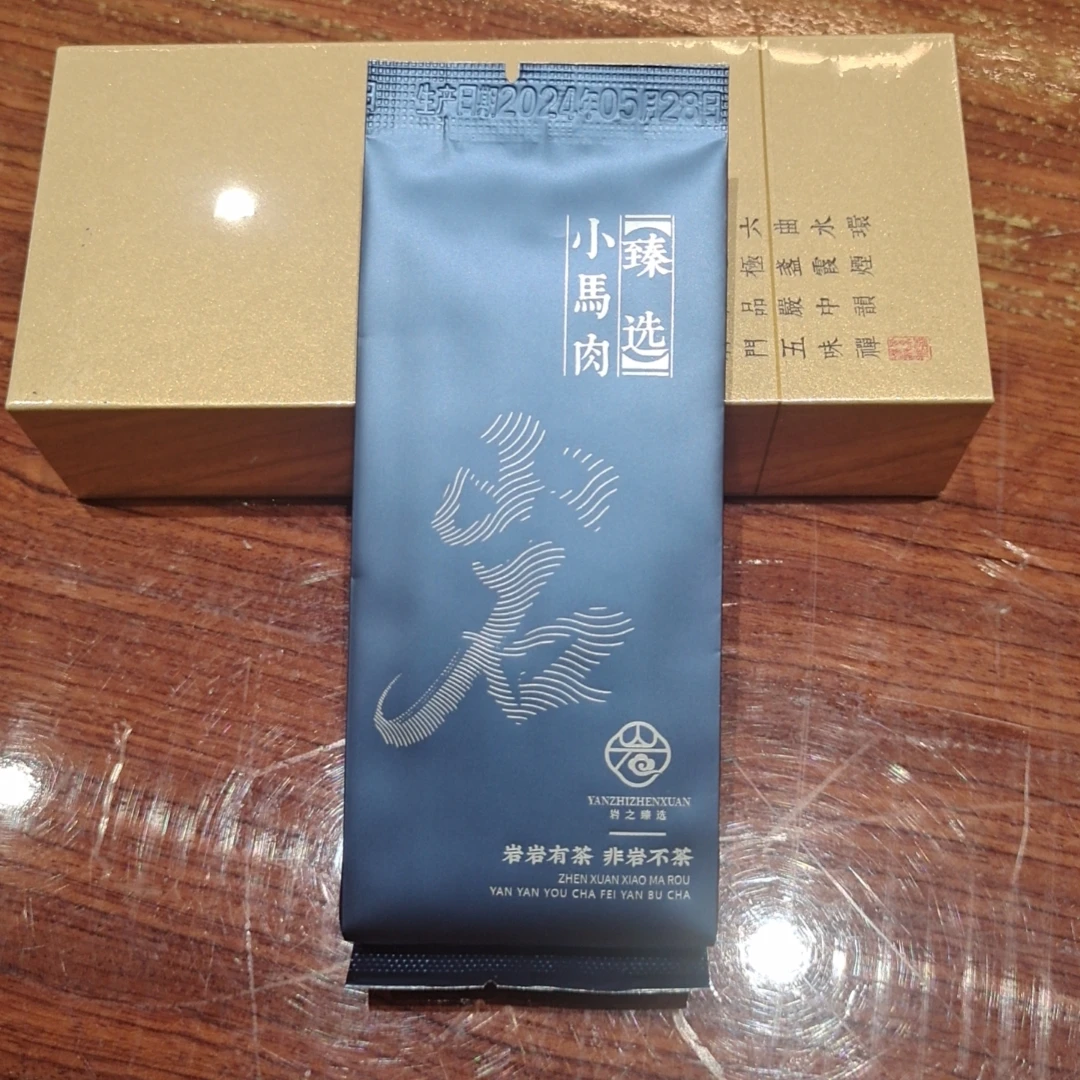 生产日期2024年05月28日
【臻选】
小馬肉
岩
岩
YANZHIZHENXUAN
岩之臻选
岩岩有茶 非岩不茶
ZHEN XUAN XIAO MA ROU
YAN YAN YOU CHA FEI YAN BU CHA
環煙韻禪
水霞中味
曲盞嚴五
六極品門